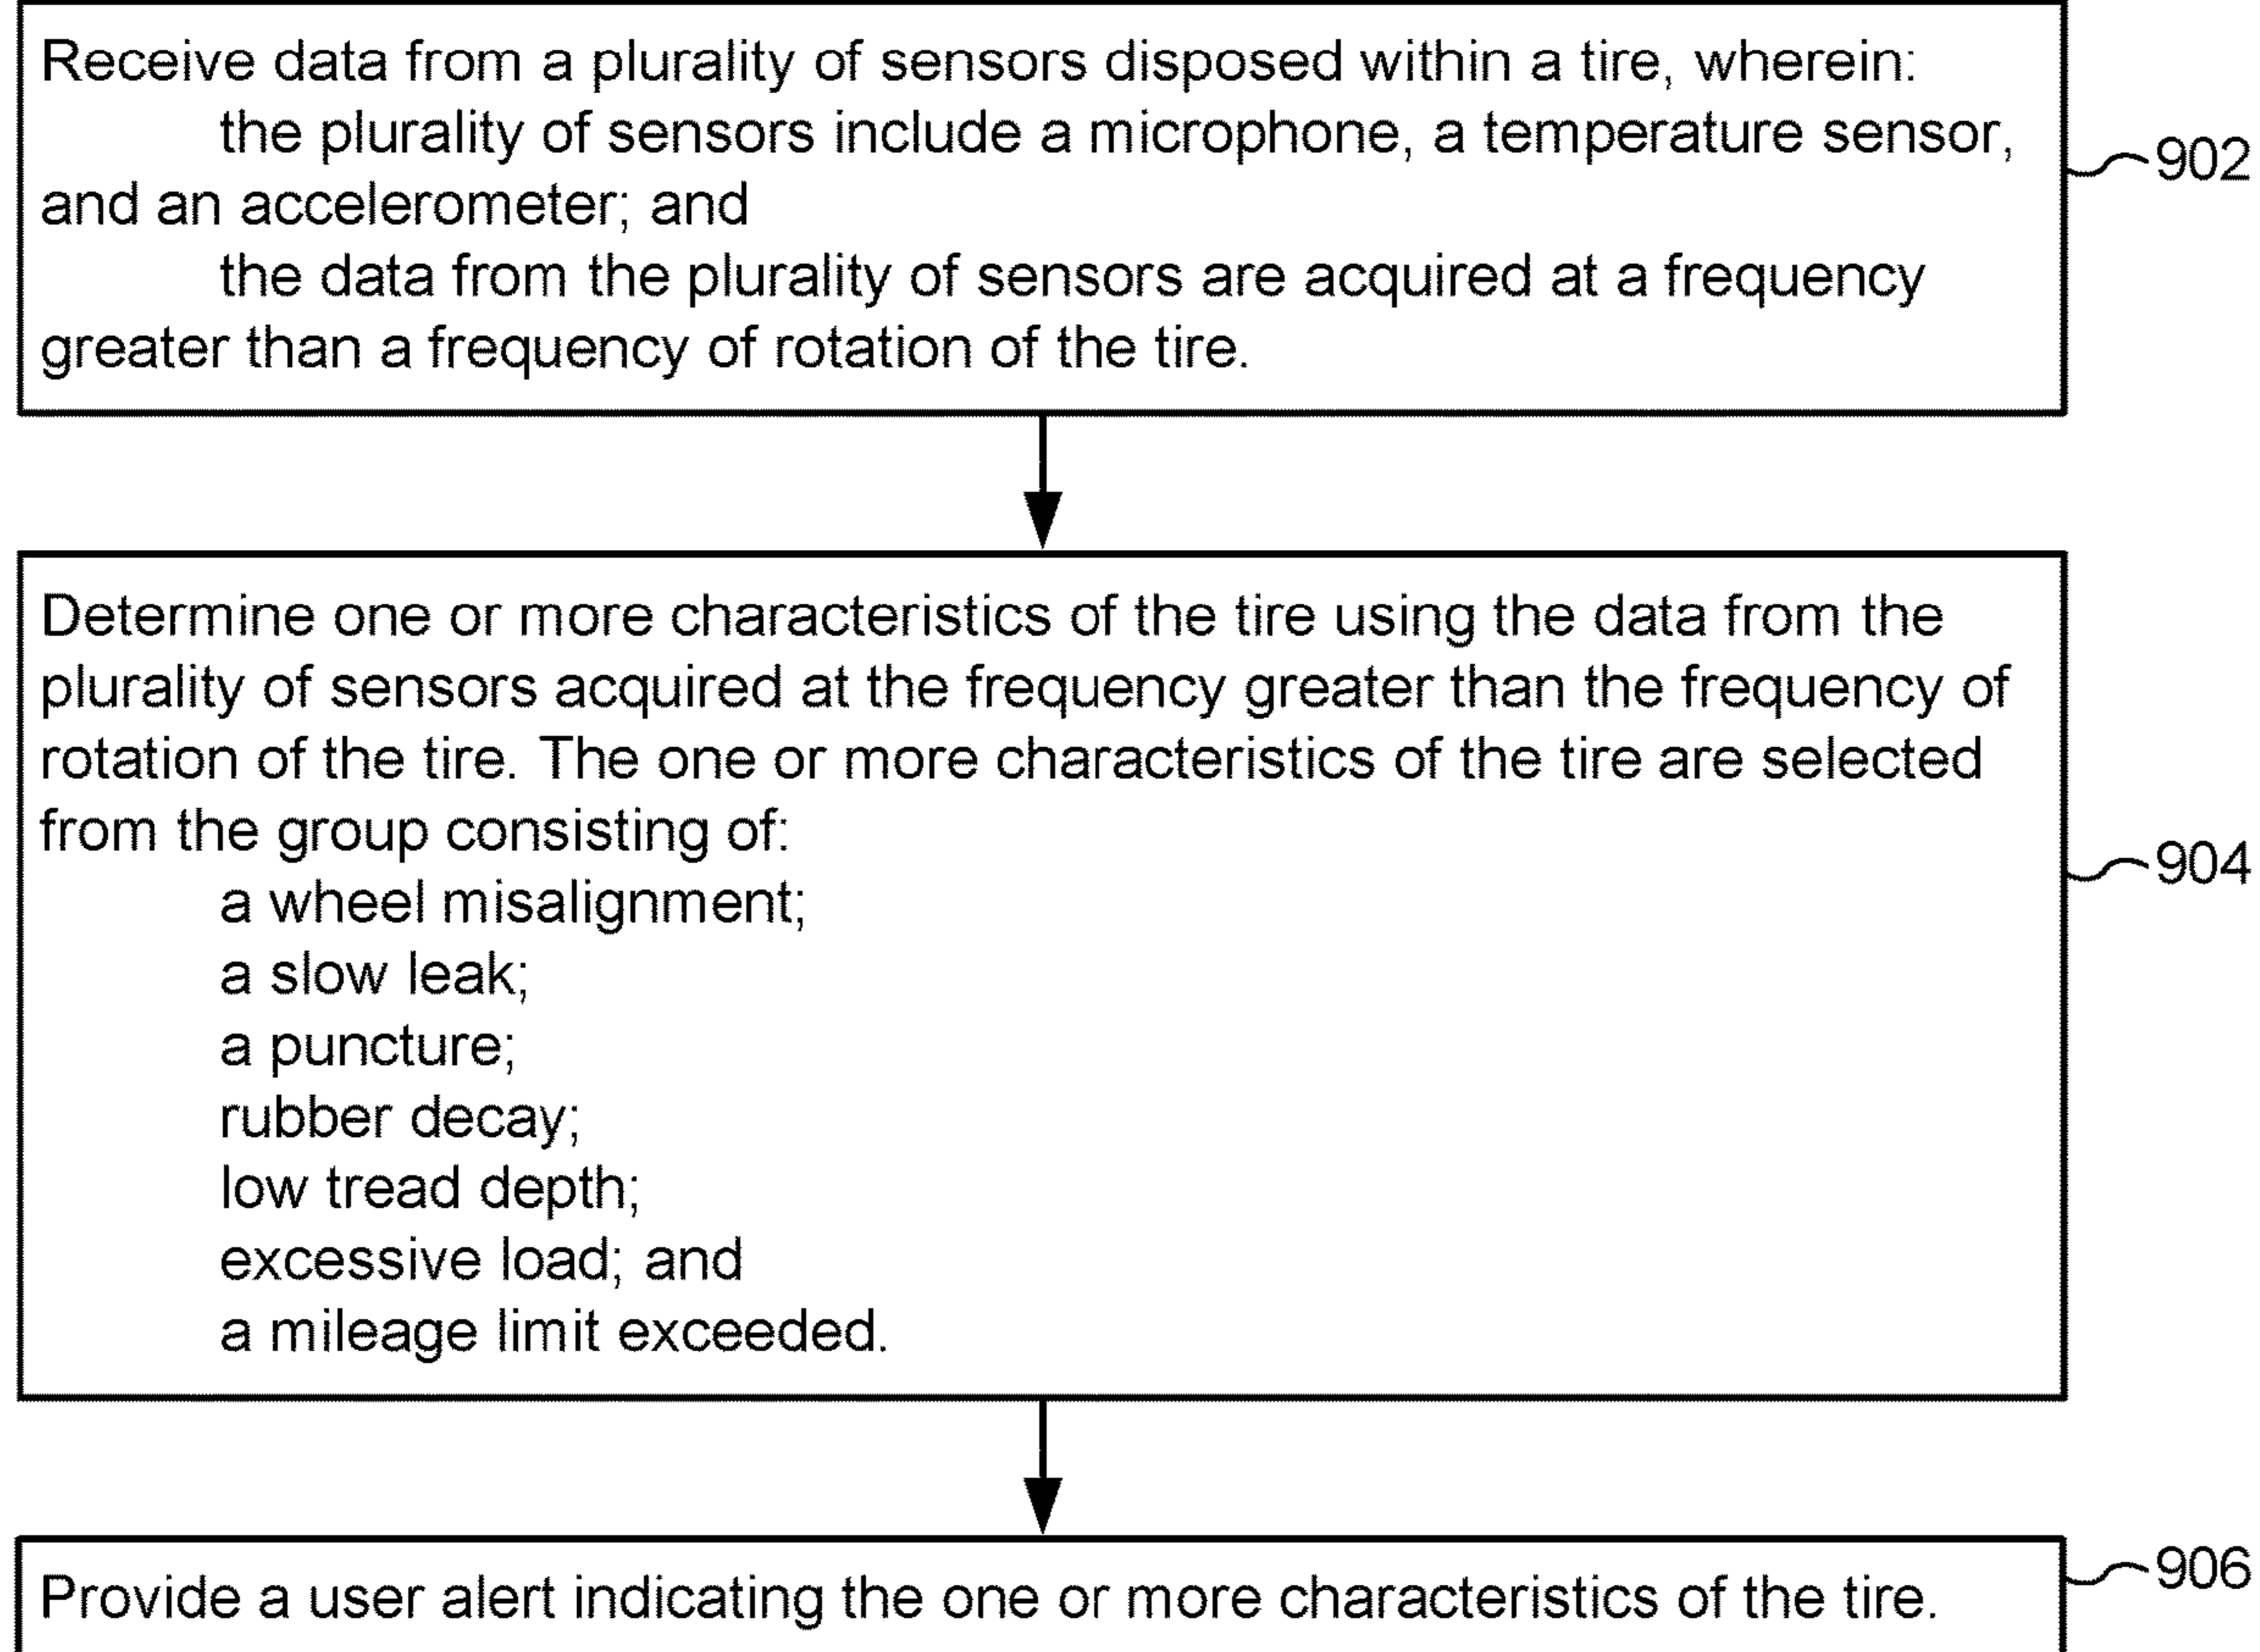 Receive data from a plurality of sensors disposed within a tire, wherein:
the plurality of sensors include a microphone, a temperature sensor,
and an accelerometer; and
the data from the plurality of sensors are acquired at a frequency
greater than a frequency of rotation of the tire.
902
Determine one or more characteristics of the tire using the data from the
plurality of sensors acquired at the frequency greater than the frequency of
rotation of the tire. The one or more characteristics of the tire are selected
from the group consisting of:
a wheel misalignment;
a slow leak;
a puncture;
rubber decay;
low tread depth;
excessive load; and
a mileage limit exceeded.
904
Provide a user alert indicating the one or more characteristics of the tire.
906